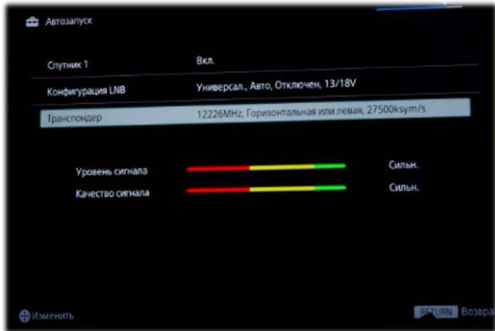 Автозапуск
Спутник 1 Вкл.
Конфигурация LNB Универсал., Авто, Отключен, 13/18V
Транспондер 12226MHz, Горизонтальная или левая, 27500ksym/s
Уровень сигнала Сильн.
Качество сигнала Сильн.
Изменить RETURN Возвра